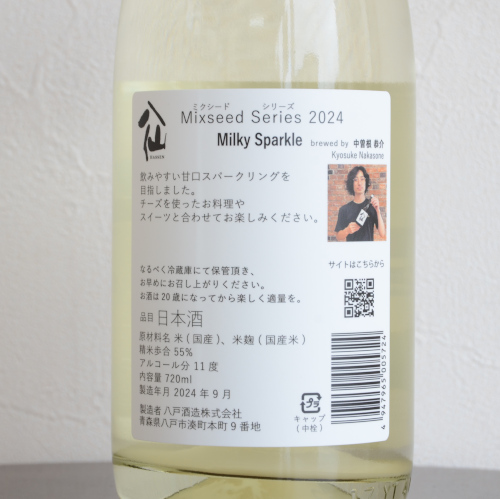 八仙
HASSEN
ミクシード シリーズ
Mixseed Series 2024
Milky Sparkle brewed by 中曽根 恭介
Kyosuke Nakasone
飲みやすい甘口スパークリングを
目指しました。
チーズを使ったお料理や
スイーツと合わせてお楽しみください。
サイトはこちらから
なるべく冷蔵庫にて保管頂き、
お早めにお召し上がりください。
お酒は20歳になってから楽しく適量を。
品目 日本酒
原材料名 米(国産)、米麹(国産米)
精米歩合 55%
アルコール分 11度
内容量 720ml
製造年月 2024年9月
製造者 八戸酒造株式会社
青森県八戸市湊町本町9番地
プラ
キャップ
(中栓)
4947965005724